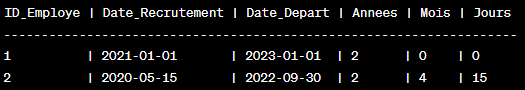 ID_Employe | Date_Recrutement | Date_Depart | Annees | Mois | Jours
-----------------------------------------------------------------
1 | 2021-01-01 | 2023-01-01 | 2 | 0 | 0
2 | 2020-05-15 | 2022-09-30 | 2 | 4 | 15